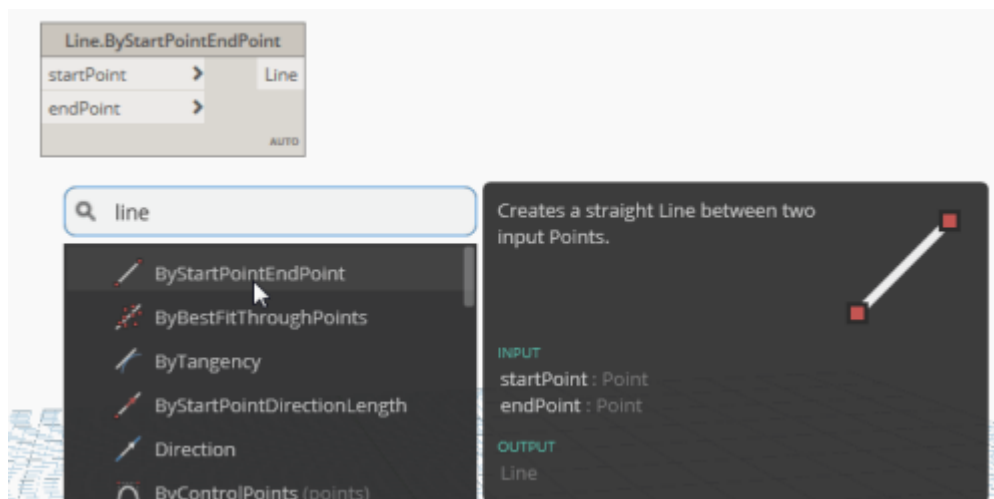 Line.ByStartPointEndPoint
startPoint > Line
endPoint >
AUTO
line
ByStartPointEndPoint
ByBestFitThroughPoints
ByTangency
ByStartPointDirectionLength
Direction
ByControlPoints (points)
Creates a straight Line between two
input Points.
INPUT
startPoint : Point
endPoint : Point
OUTPUT
Line